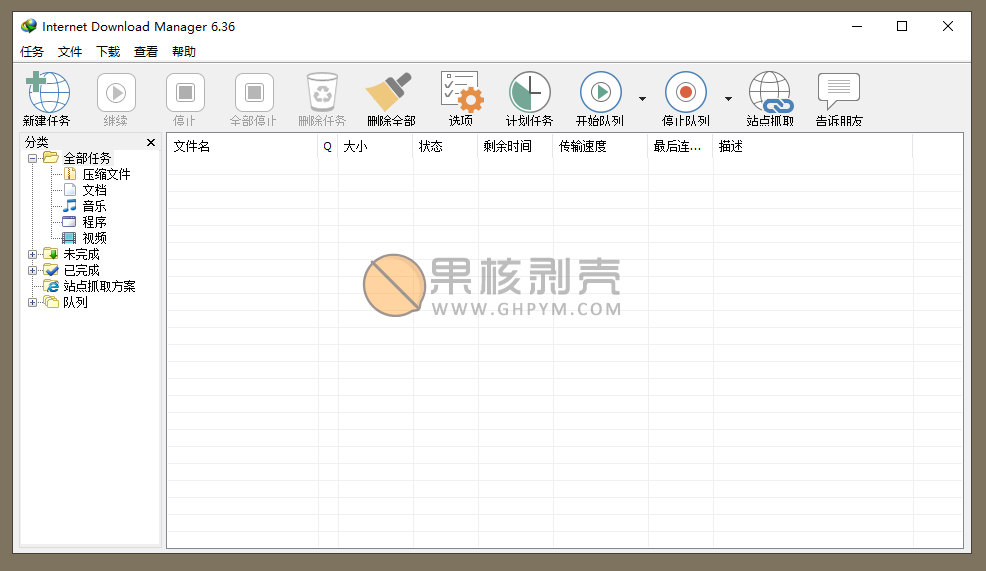 Internet Download Manager 6.36
任务 文件 下载 查看 帮助
新建任务 继续 停止 全部停止 删除任务 删除全部 选项 计划任务 开始队列 停止队列 站点抓取 告诉朋友
分类
文件名 Q 大小 状态 剩余时间 传输速度 最后连... 描述
全部任务
压缩文件
文档
音乐
程序
视频
未完成
已完成
站点抓取方案
队列
果核剥壳
WWW.GHPYM.COM